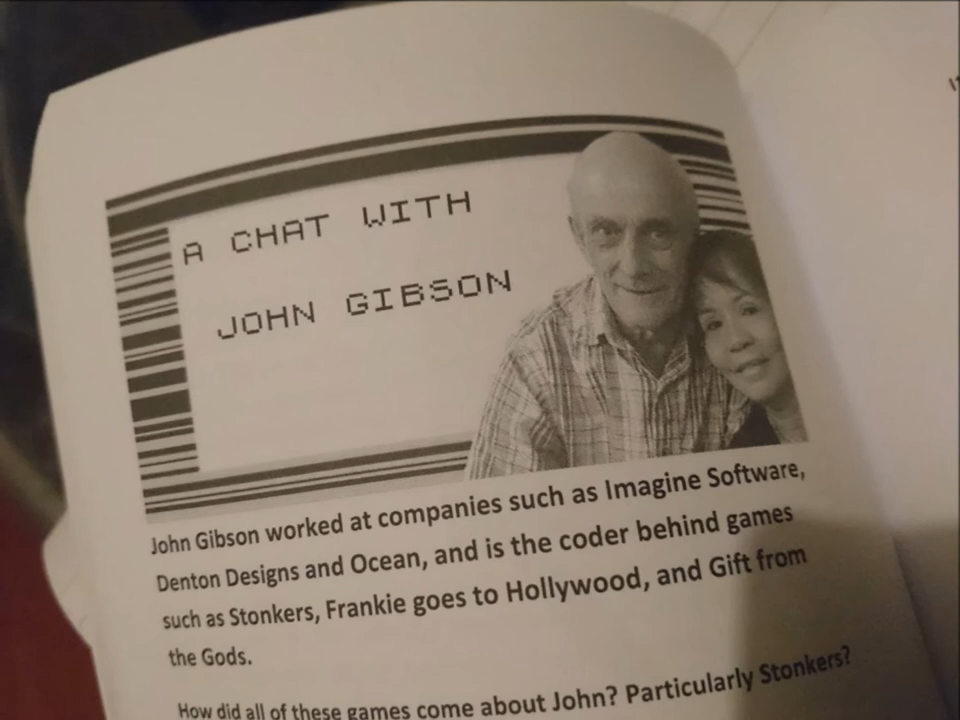 A CHAT WITH
JOHN GIBSON
John Gibson worked at companies such as Imagine Software,
Denton Designs and Ocean, and is the coder behind games
such as Stonkers, Frankie goes to Hollywood, and Gift from
the Gods.
How did all of these games come about John? Particularly Stonkers?